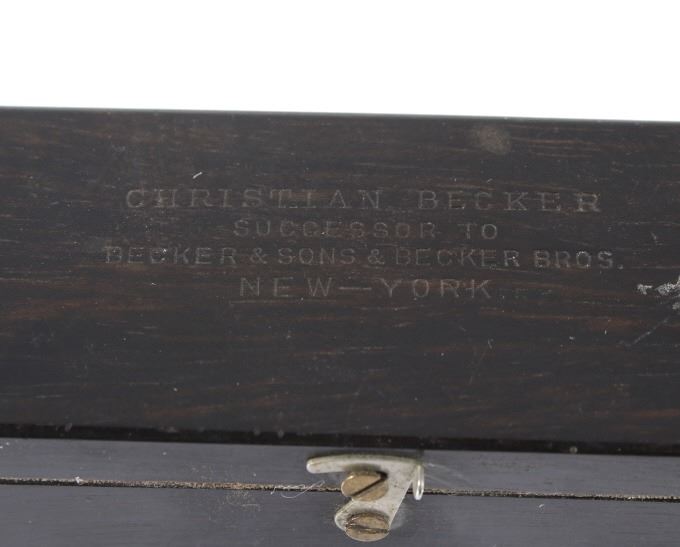 CHRISTIAN BECKER
SUCCESSOR TO
BECKER & SONS & BECKER BROS.
NEW—YORK